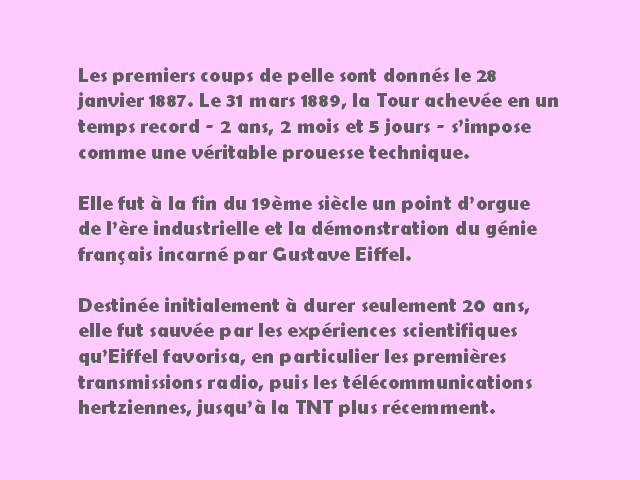 Les premiers coups de pelle sont donnés le 28
janvier 1887. Le 31 mars 1889, la Tour achevée en un
temps record - 2 ans, 2 mois et 5 jours - s'impose
comme une véritable prouesse technique.
Elle fut à la fin du 19ème siècle un point d'orgue
de l'ère industrielle et la démonstration du génie
français incarné par Gustave Eiffel.
Destinée initialement à durer seulement 20 ans,
elle fut sauvée par les expériences scientifiques
qu'Eiffel favorisa, en particulier les premières
transmissions radio, puis les télécommunications
hertziennes, jusqu'à la TNT plus récemment.